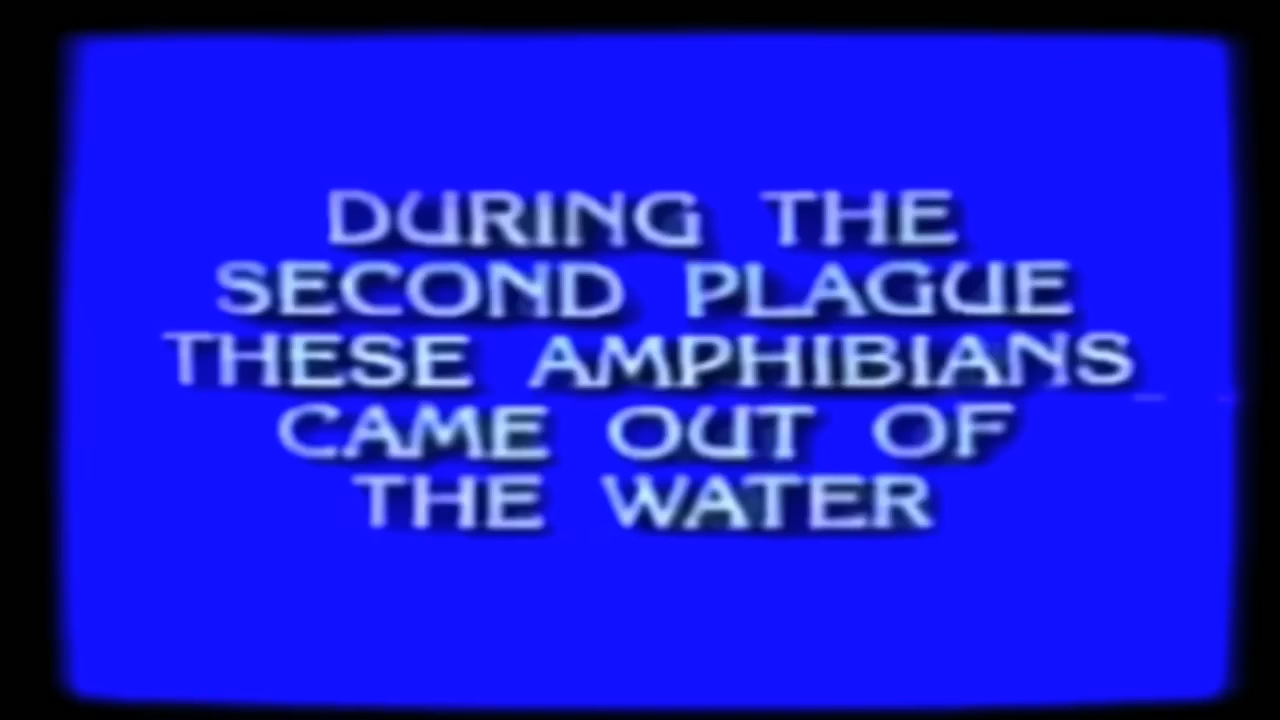 DURING THE
SECOND PLAGUE
THESE AMPHIBIANS
CAME OUT OF
THE WATER